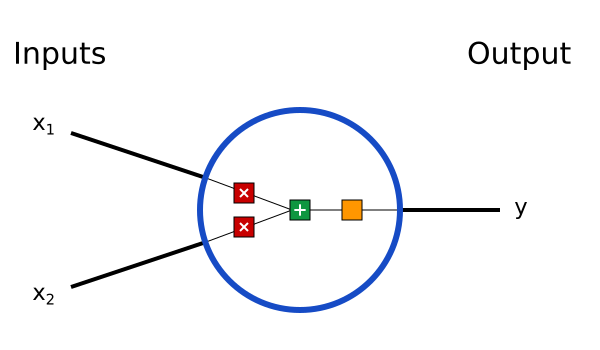 Inputs
Output
x₁
× 
+
×
y
x₂